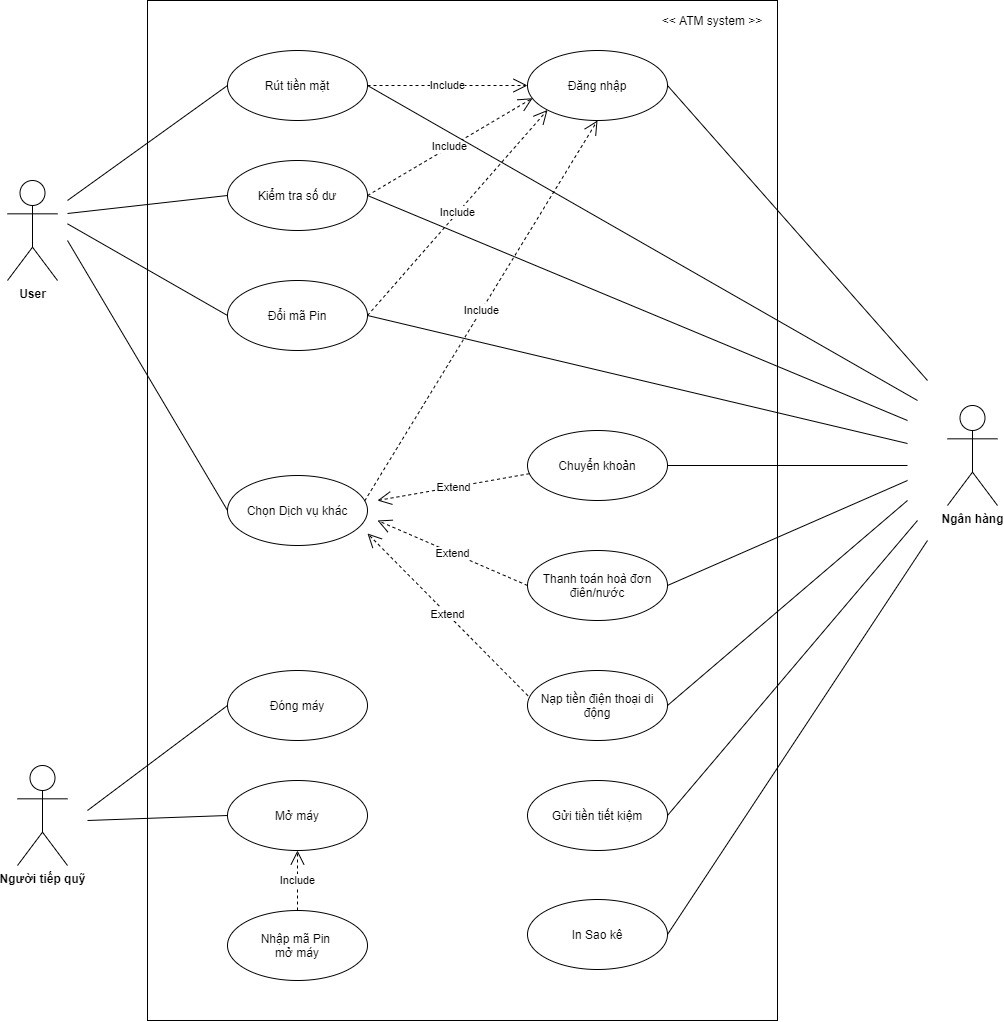 << ATM system >>
Rút tiền mặt
Include
Đăng nhập
Include
Kiểm tra số dư
Include
User
Đổi mã Pin
Include
Chuyển khoản
Extend
Chọn Dịch vụ khác
Ngân hàng
Extend
Thanh toán hoà đơn
điên/nước
Extend
Nạp tiền điện thoại di
động
Đóng máy
Mở máy
Gửi tiền tiết kiệm
Người tiếp quỹ
Include
Nhập mã Pin
mở máy
In Sao kê